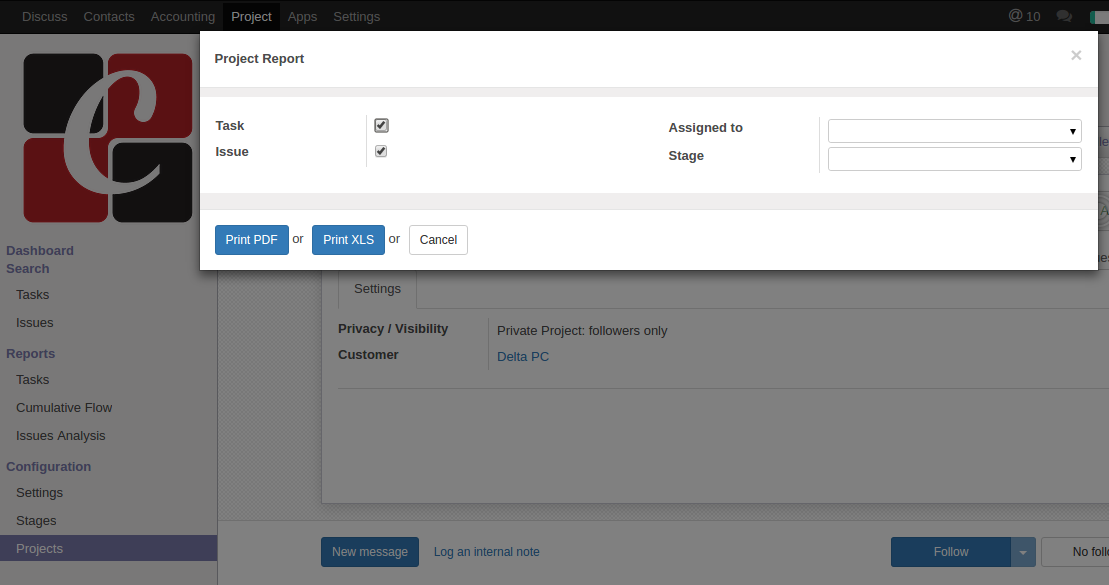 Discuss Contacts Accounting Project Apps Settings @ 10
Project Report ×
Task Assigned to
Issue Stage
Print PDF or Print XLS or Cancel
C
Dashboard
Search
Tasks
Issues
Reports
Tasks
Cumulative Flow
Issues Analysis
Configuration
Settings
Stages
Projects
Settings
Privacy / Visibility Private Project: followers only
Customer Delta PC
New message Log an internal note Follow No follo